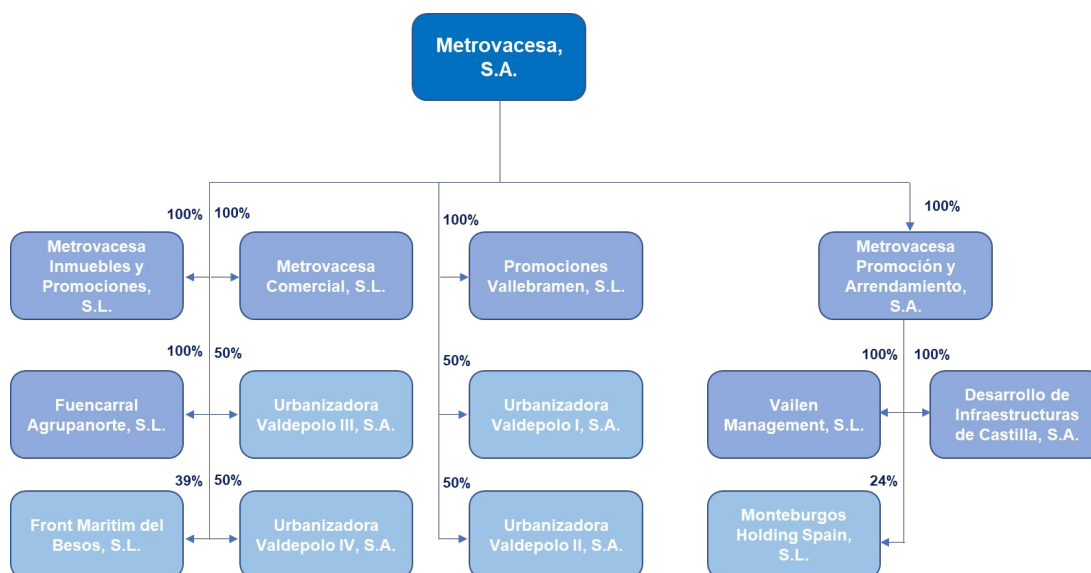 Metrovacesa,
S.A.
100%
100%
100%
100%
Metrovacesa
Inmuebles y
Promociones,
S.L.
Metrovacesa
Comercial, S.L.
Promociones
Vallebramen, S.L.
Metrovacesa
Promoción y
Arrendamiento,
S.A.
100%
50%
50%
100%
100%
Fuencarral
Agrupanorte, S.L.
Urbanizadora
Valdepolo III, S.A.
Urbanizadora
Valdepolo I, S.A.
Vailen
Management, S.L.
Desarrollo de
Infraestructuras
de Castilla, S.A.
39%
50%
50%
24%
Front Maritim del
Besos, S.L.
Urbanizadora
Valdepolo IV, S.A.
Urbanizadora
Valdepolo II, S.A.
Monteburgos
Holding Spain,
S.L.